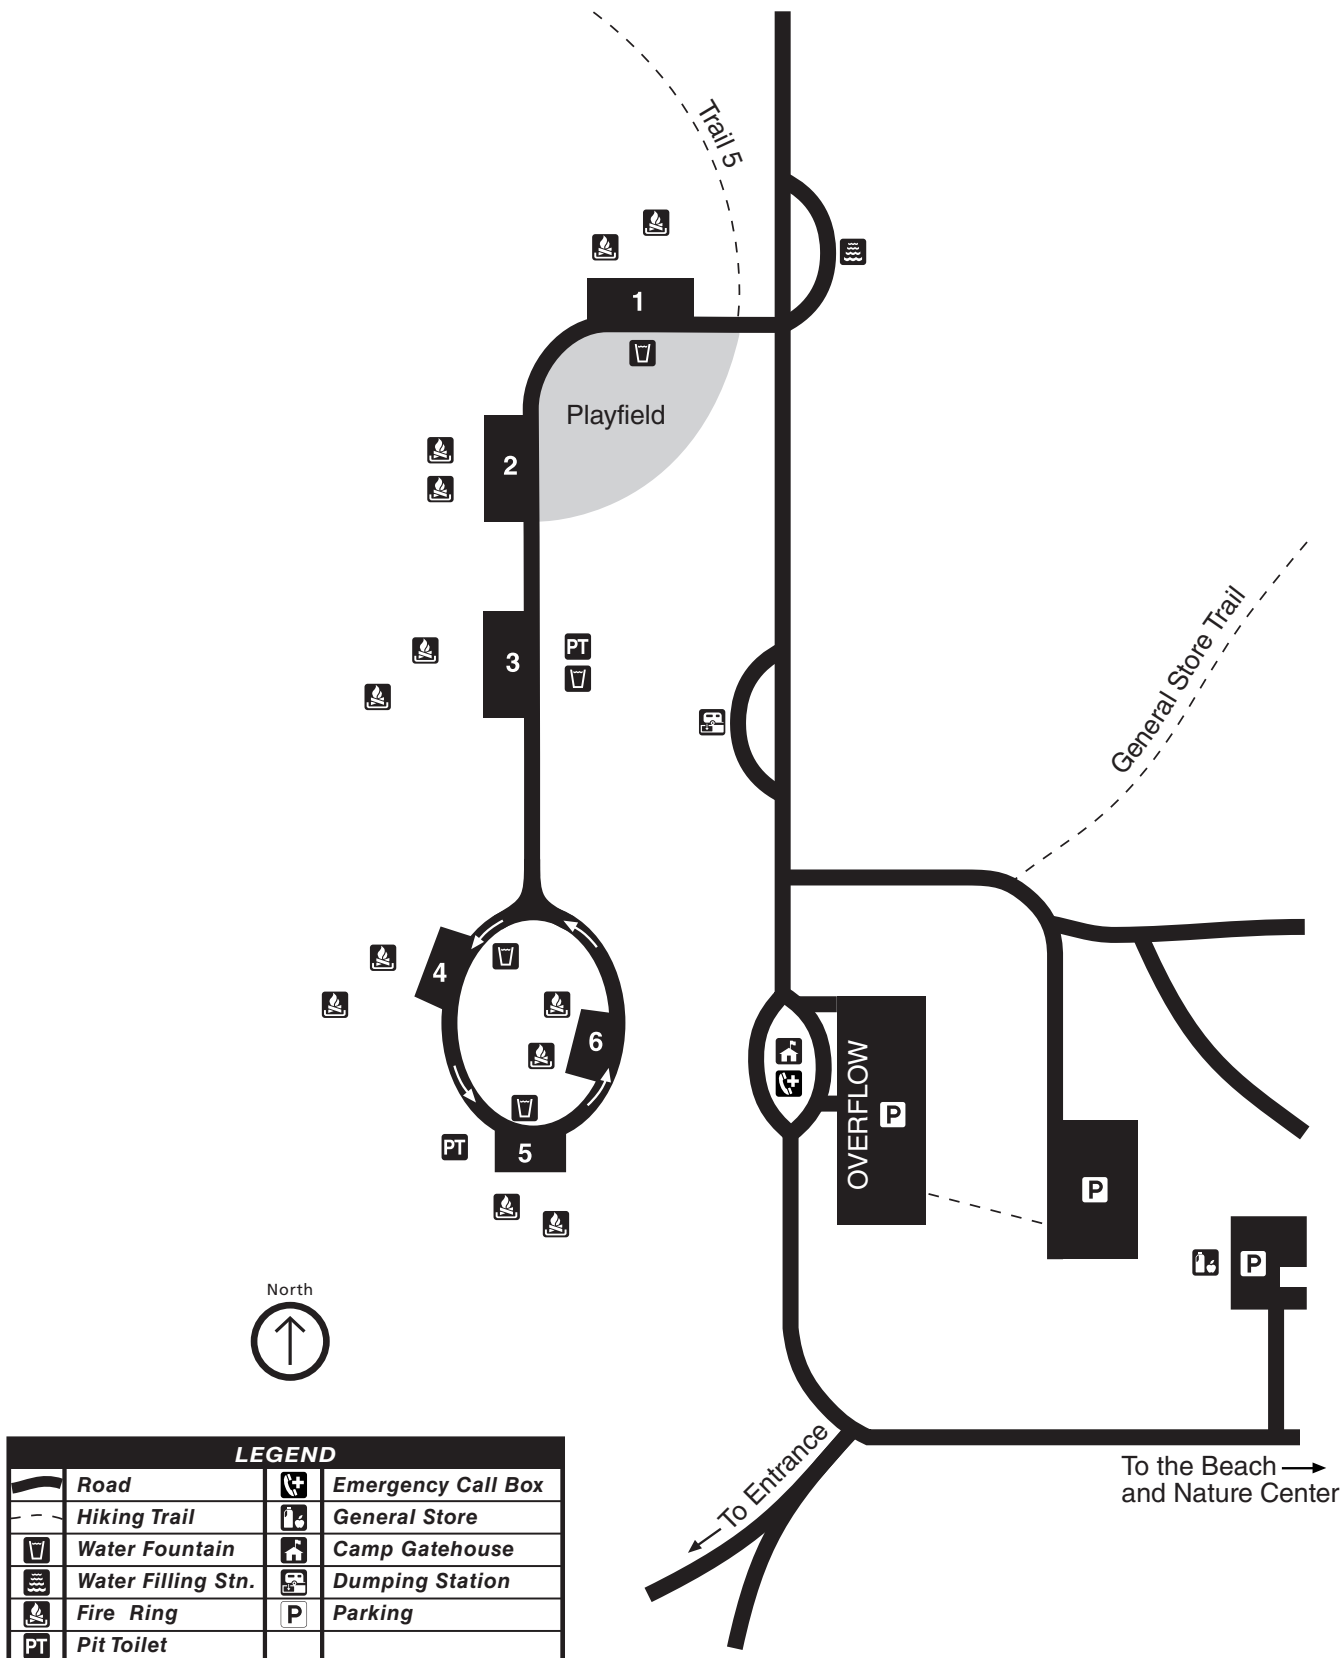 Trail 5
1
Playfield
2
3
PT
General Store Trail
4
6
OVERFLOW
P
PT
5
P
P
North
To Entrance
To the Beach
and Nature Center
LEGEND
Road
Emergency Call Box
Hiking Trail
General Store
Water Fountain
Camp Gatehouse
Water Filling Stn.
Dumping Station
Fire Ring
P
Parking
PT
Pit Toilet